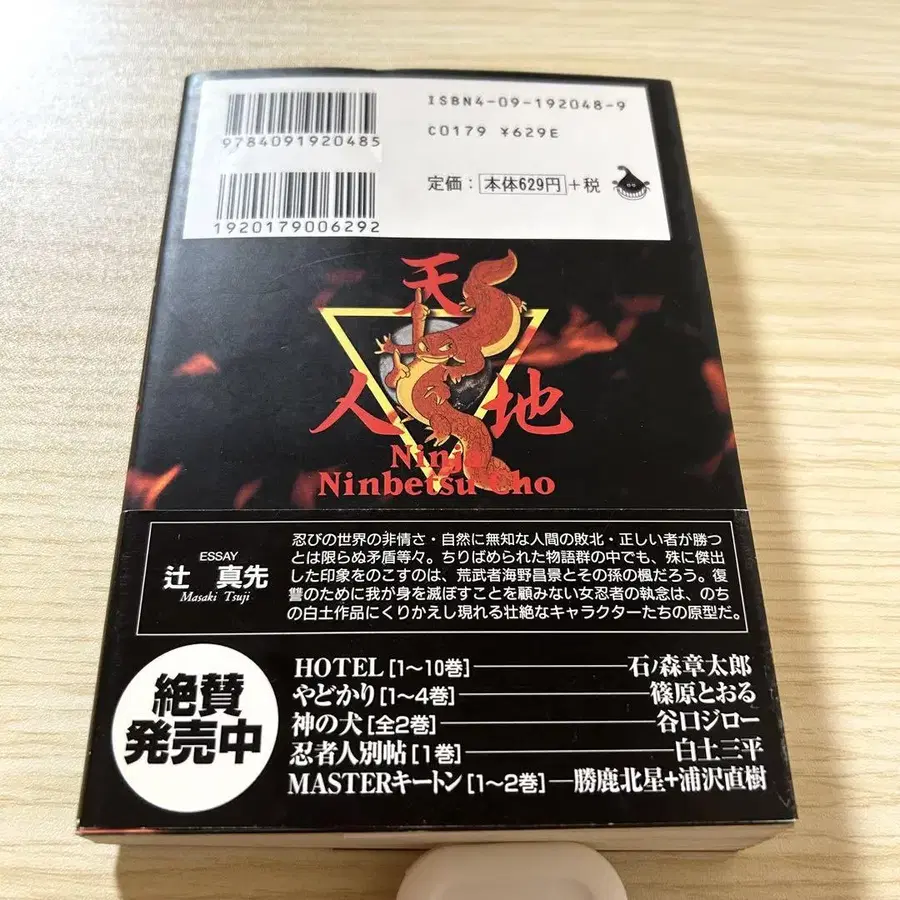 ISBN4-09-192048-9
9784091920485
C0179 ¥629E
定価：本体629円+税
1920179006292
天
人 地
Ninja
Ninbetsu Cho
ESSAY
辻 真先
Masaki Tsuji
忍びの世界の非情さ・自然に無知な人間の敗北・正しい者が勝つ
とは限らぬ矛盾等々。ちりばめられた物語群の中でも、殊に傑出
した印象をのこすのは、荒武者海野昌景とその孫の楓だろう。復
讐のために我が身を滅ぼすことを顧みない女忍者の執念は、のち
の白土作品にくりかえし現れる壮絶なキャラクターたちの原型だ。
絶賛
発売中
HOTEL[1〜10巻]―石ノ森章太郎
やどかり[1〜4巻]―篠原とおる
神の犬[全2巻]―谷口ジロー
忍者人別帖[1巻]―白土三平
MASTERキートン[1〜2巻]―勝鹿北星+浦沢直樹